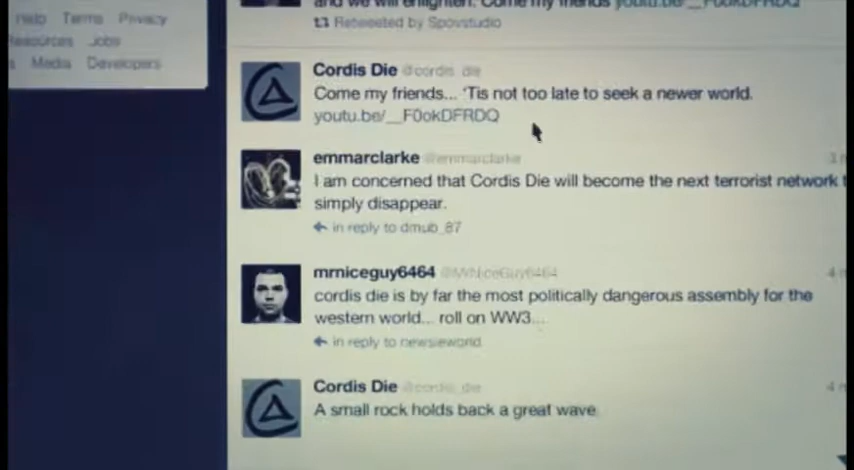 and we will enlighten. Come my friends youtu.be/__F0okDFRDQ
Retweeted by Spovstudio
Help Terms Privacy
Resources Jobs
s Media Developers
Cordis Die @cordis_die
Come my friends... 'Tis not too late to seek a newer world.
youtu.be/__F0okDFRDQ
emmarclarke @emmarclarke
I am concerned that Cordis Die will become the next terrorist network t
simply disappear.
in reply to dmub_87
mrniceguy6464 @MrNiceGuy6464 4 m
cordis die is by far the most politically dangerous assembly for the
western world... roll on WW3...
in reply to newsieworld
Cordis Die @cordis_die 4 m
A small rock holds back a great wave.